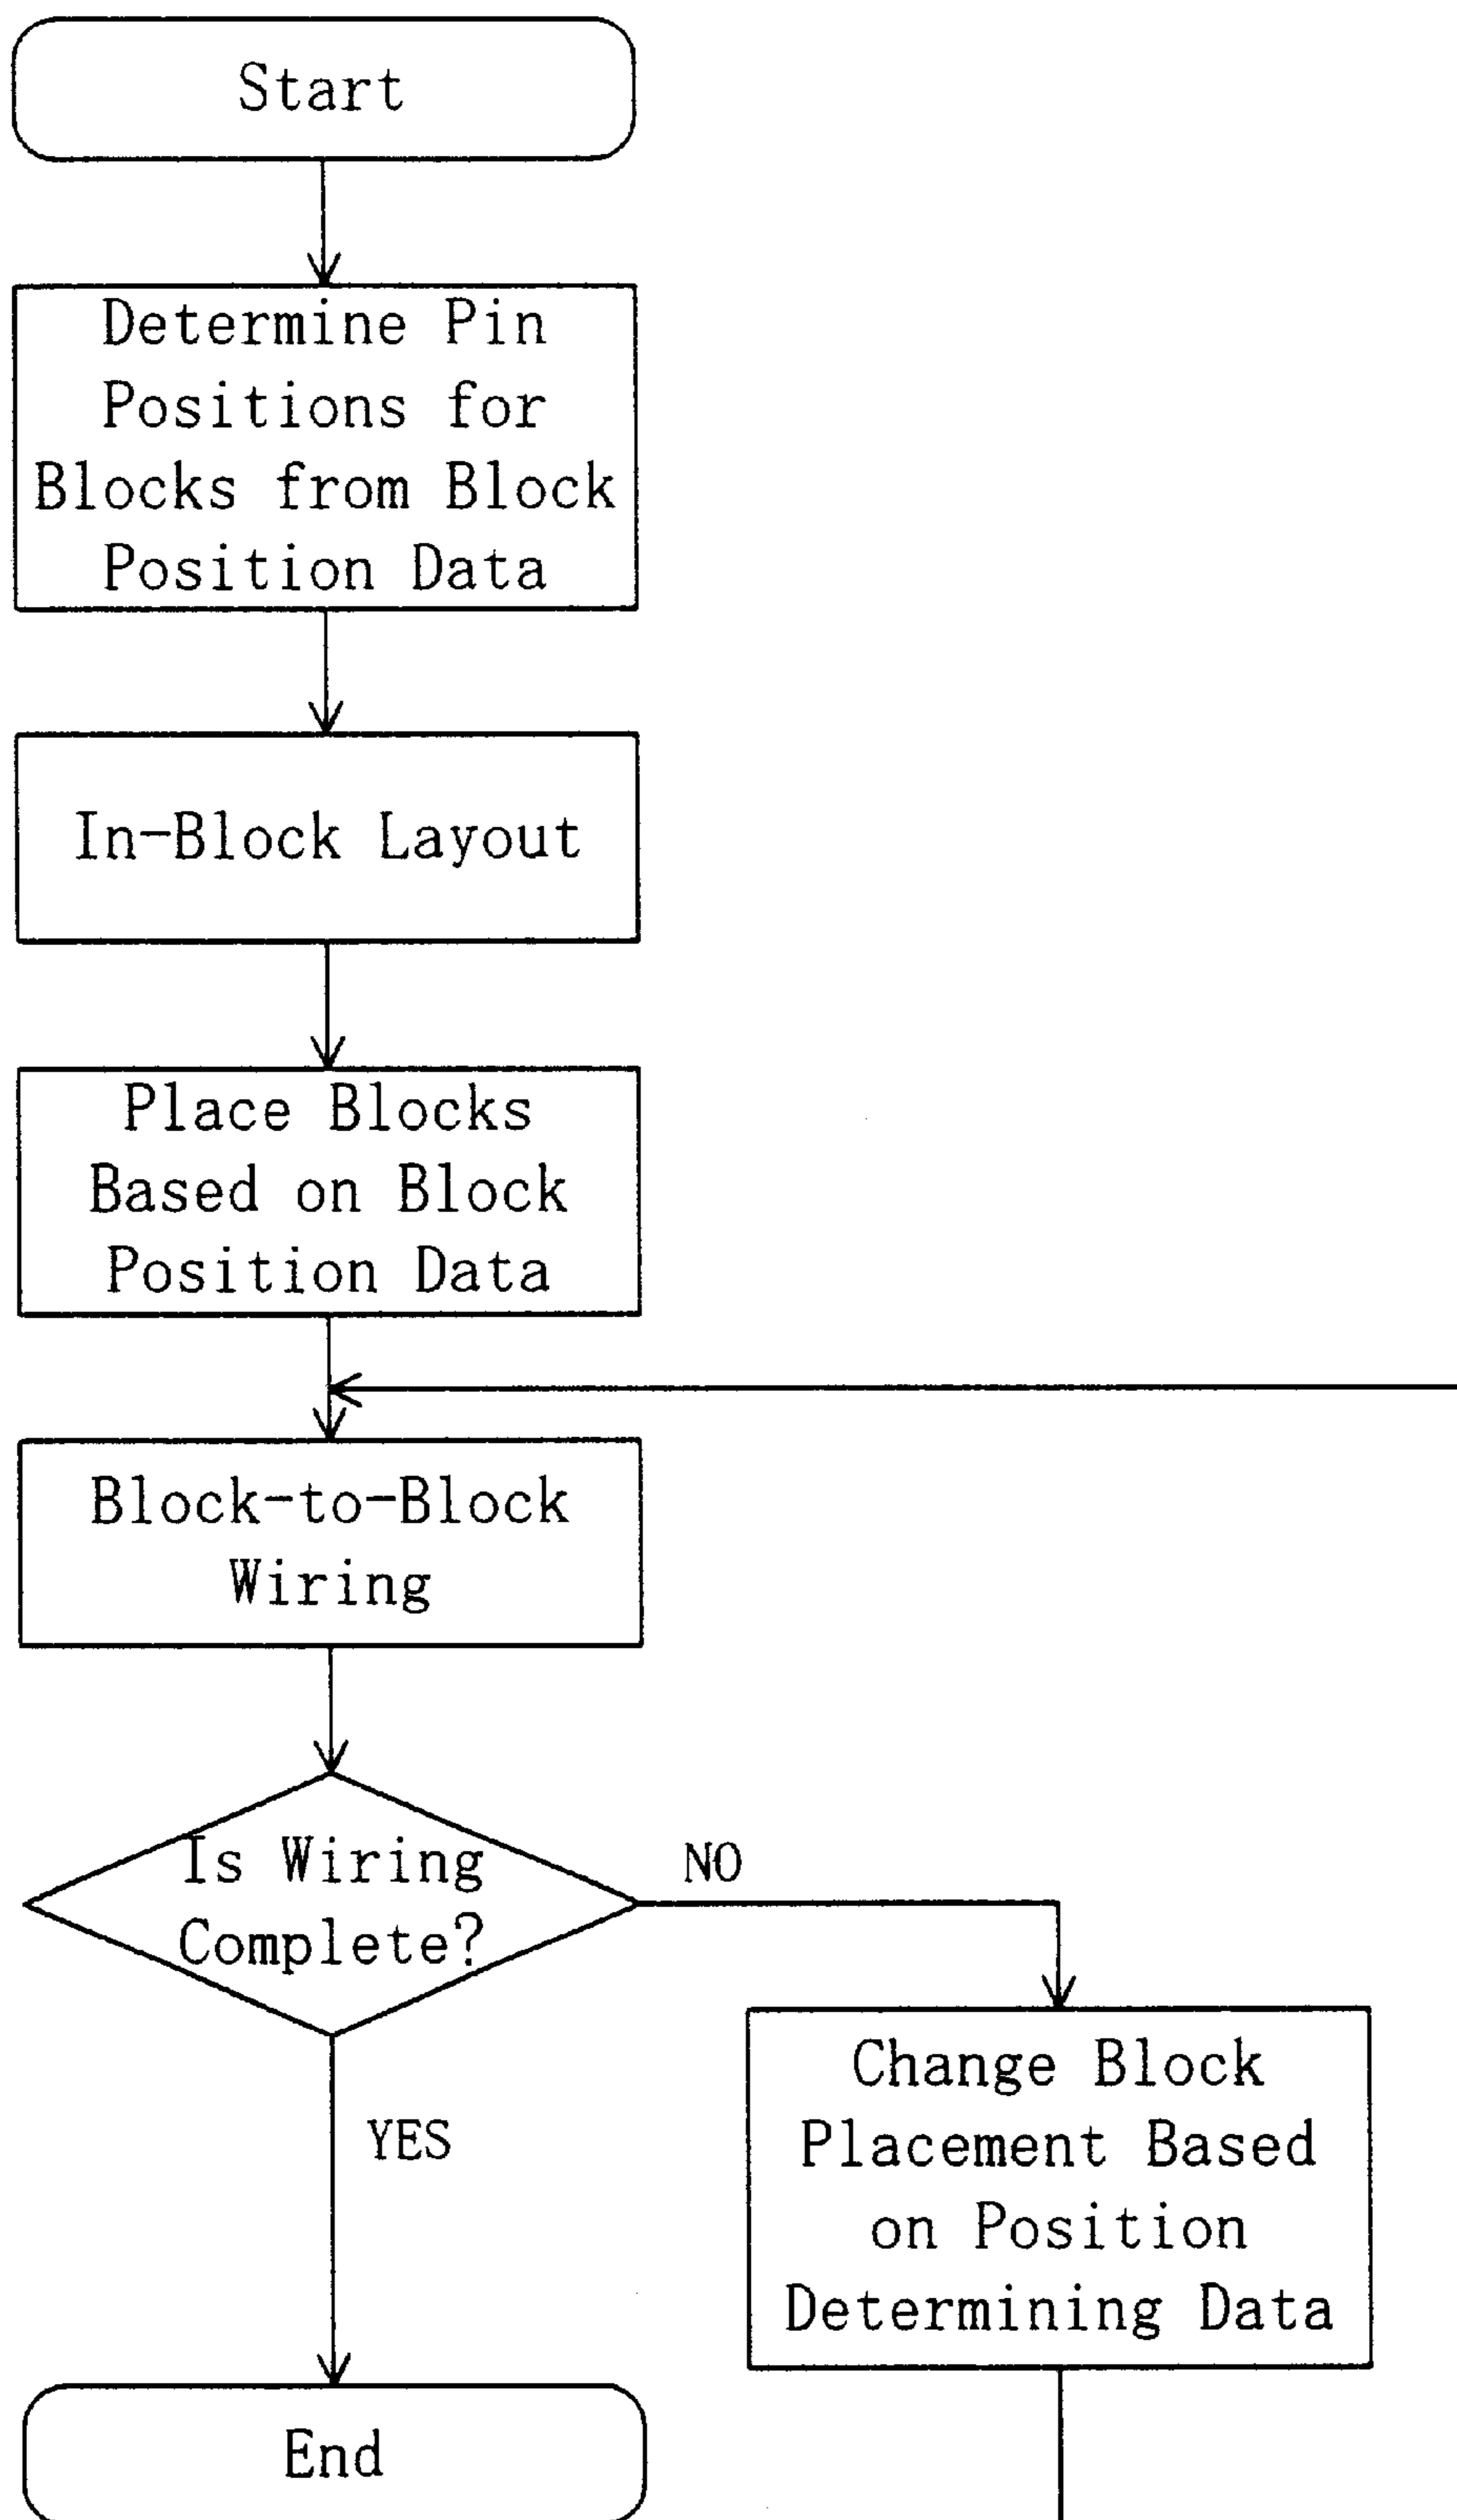 Start
Determine Pin
Positions for
Blocks from Block
Position Data
In-Block Layout
Place Blocks
Based on Block
Position Data
Block-to-Block
Wiring
Is Wiring
Complete?
NO
YES
Change Block
Placement Based
on Position
Determining Data
End